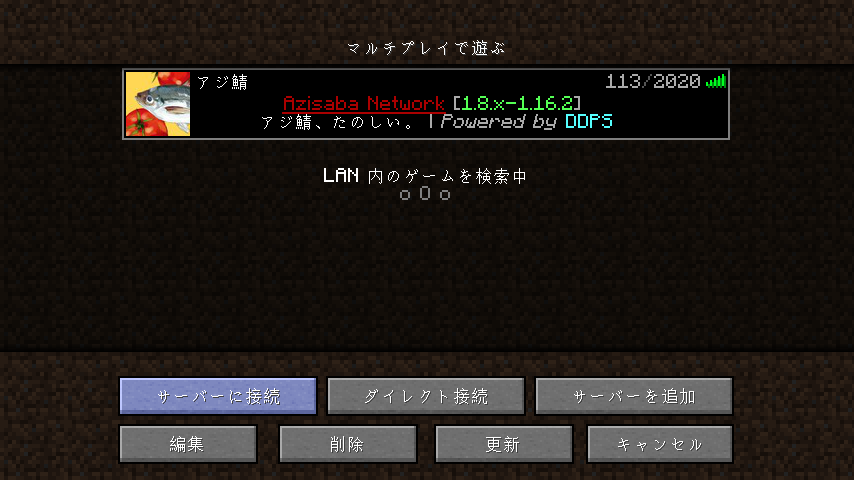 マルチプレイで遊ぶ
アジ鯖 113/2020
Azisaba Network [1.8.x-1.16.2]
アジ鯖、たのしい。 | Powered by DDPS
LAN 内のゲームを検索中
o O o
サーバーに接続 ダイレクト接続 サーバーを追加
編集 削除 更新 キャンセル